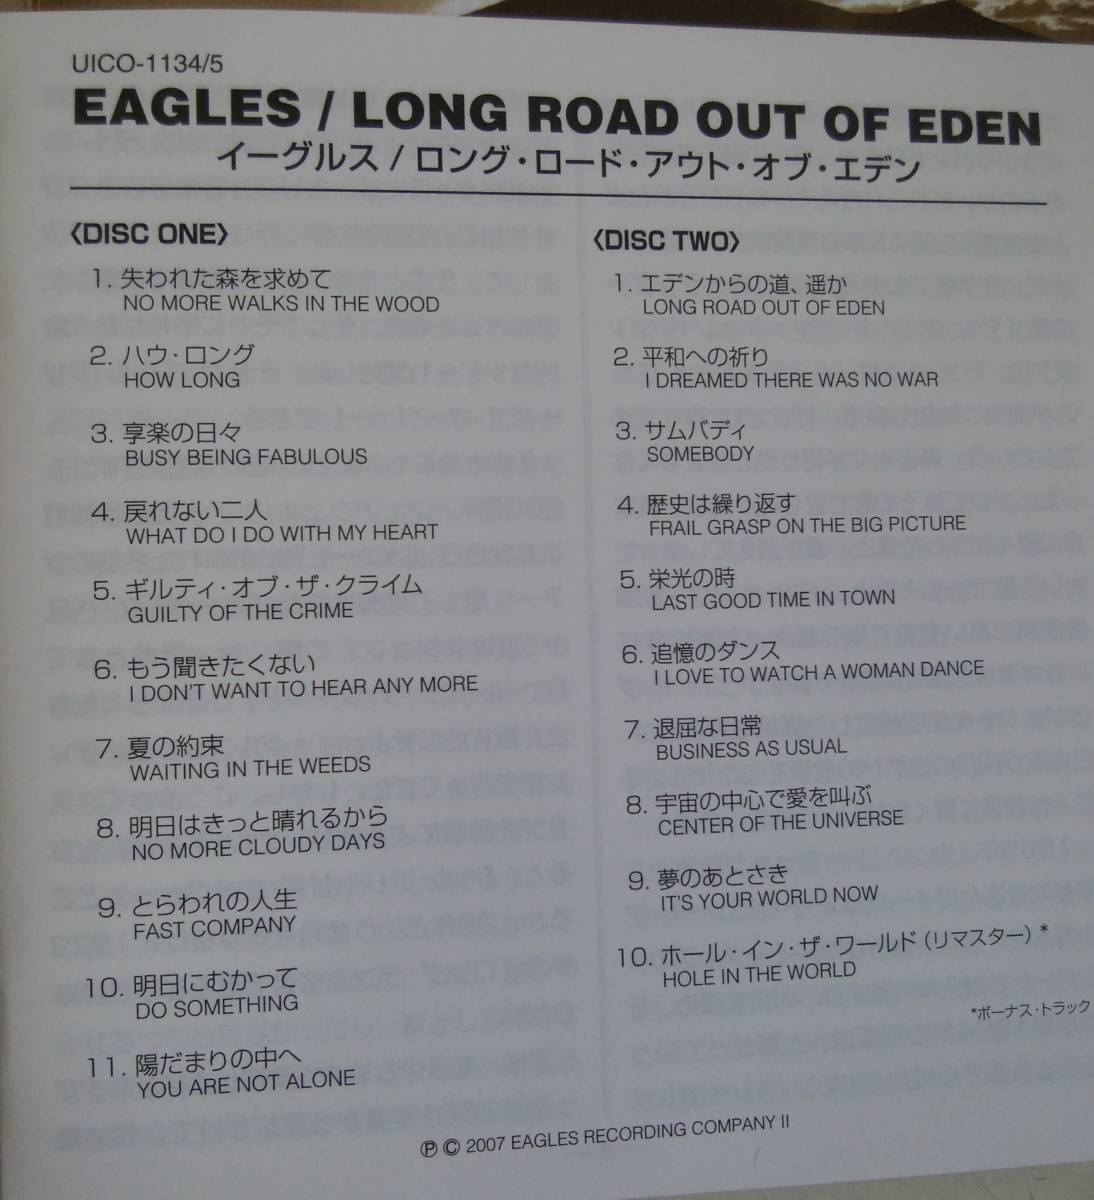 UICO-1134/5
EAGLES / LONG ROAD OUT OF EDEN
イーグルス / ロング・ロード・アウト・オブ・エデン
〈DISC ONE〉
1. 失われた森を求めて
NO MORE WALKS IN THE WOOD
2. ハウ・ロング
HOW LONG
3. 享楽の日々
BUSY BEING FABULOUS
4. 戻れない二人
WHAT DO I DO WITH MY HEART
5. ギルティ・オブ・ザ・クライム
GUILTY OF THE CRIME
6. もう聞きたくない
I DON'T WANT TO HEAR ANY MORE
7. 夏の約束
WAITING IN THE WEEDS
8. 明日はきっと晴れるから
NO MORE CLOUDY DAYS
9. とらわれの人生
FAST COMPANY
10. 明日にむかって
DO SOMETHING
11. 陽だまりの中へ
YOU ARE NOT ALONE
〈DISC TWO〉
1. エデンからの道、遥か
LONG ROAD OUT OF EDEN
2. 平和への祈り
I DREAMED THERE WAS NO WAR
3. サムバディ
SOMEBODY
4. 歴史は繰り返す
FRAIL GRASP ON THE BIG PICTURE
5. 栄光の時
LAST GOOD TIME IN TOWN
6. 追憶のダンス
I LOVE TO WATCH A WOMAN DANCE
7. 退屈な日常
BUSINESS AS USUAL
8. 宇宙の中心で愛を叫ぶ
CENTER OF THE UNIVERSE
9. 夢のあとさき
IT'S YOUR WORLD NOW
10. ホール・イン・ザ・ワールド (リマスター) *
HOLE IN THE WORLD
*ボーナス・トラック
℗ © 2007 EAGLES RECORDING COMPANY II